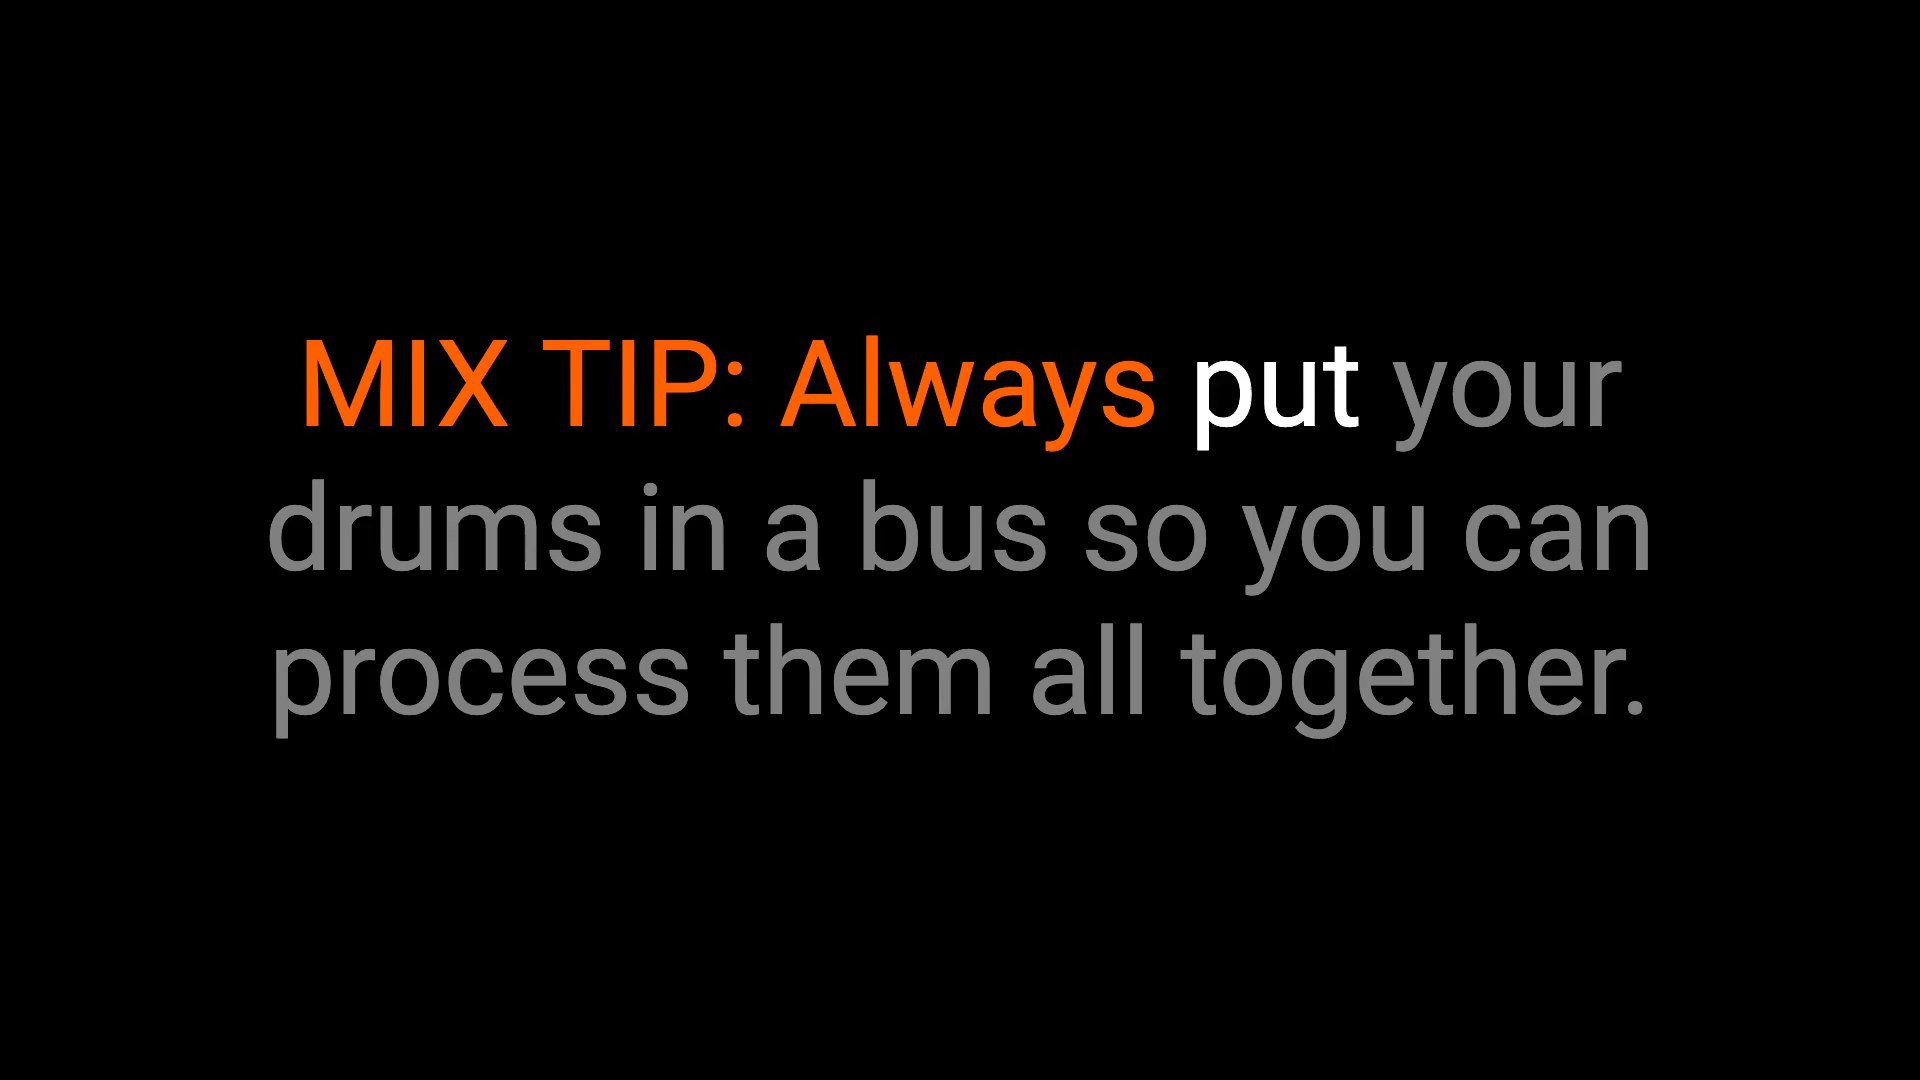 MIX TIP: Always put your
drums in a bus so you can
process them all together.